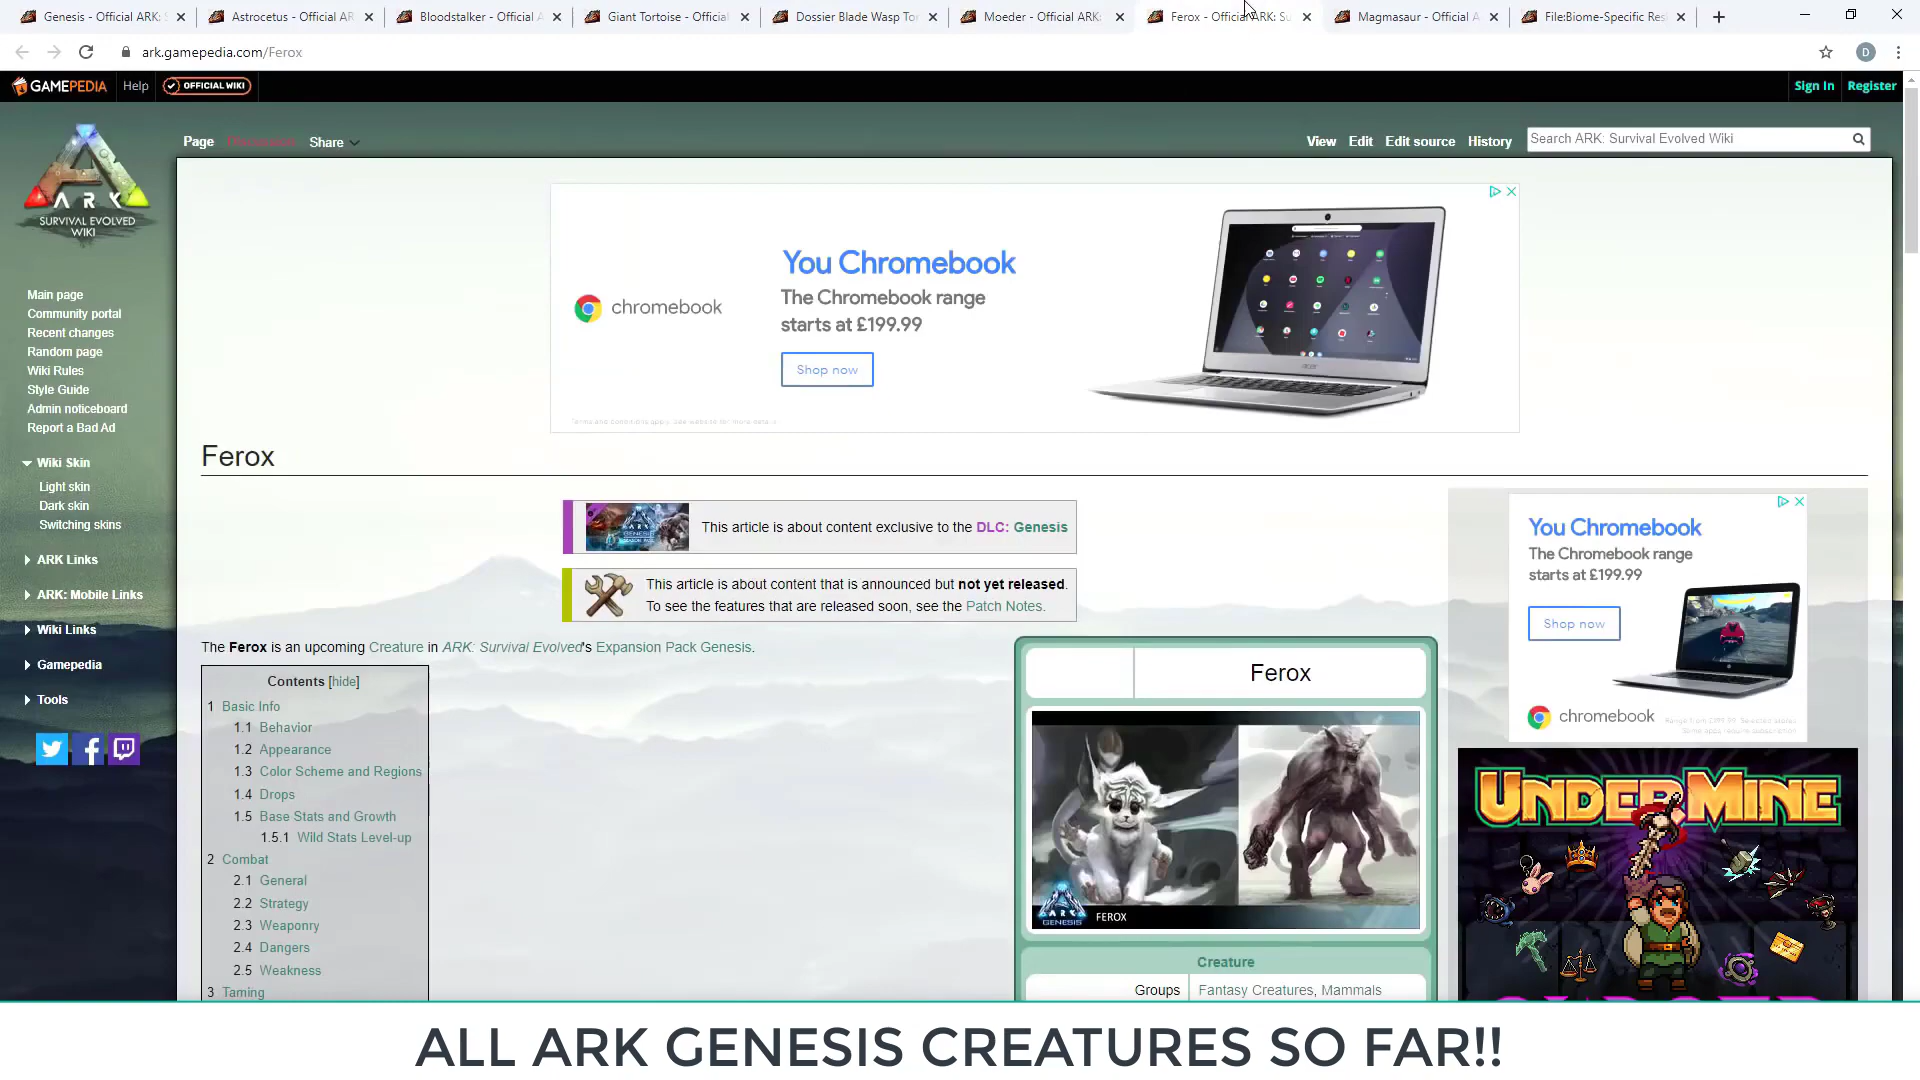 Genesis - Official ARK:
Astrocetus - Official AR
Bloodstalker - Official A
Giant Tortoise - Official
Dossier Blade Wasp Tor
Moeder - Official ARK:
Ferox - Official ARK: Su
Magmasaur - Official A
File:Biome-Specific Res
ark.gamepedia.com/Ferox
D
GAMEPEDIA
Help
OFFICIAL WIKI
Sign In
Register
ARK
SURVIVAL EVOLVED
WIKI
Page
Discussion
Share
View
Edit
Edit source
History
Search ARK: Survival Evolved Wiki
Main page
Community portal
Recent changes
Random page
Wiki Rules
Style Guide
Admin noticeboard
Report a Bad Ad
Wiki Skin
Light skin
Dark skin
Switching skins
ARK Links
ARK: Mobile Links
Wiki Links
Gamepedia
Tools
chromebook
You Chromebook
The Chromebook range
starts at £199.99
Shop now
acer
Ferox
This article is about content exclusive to the DLC: Genesis
This article is about content that is announced but not yet released.
To see the features that are released soon, see the Patch Notes.
The Ferox is an upcoming Creature in ARK: Survival Evolved's Expansion Pack Genesis.
Contents [hide]
1 Basic Info
1.1 Behavior
1.2 Appearance
1.3 Color Scheme and Regions
1.4 Drops
1.5 Base Stats and Growth
1.5.1 Wild Stats Level-up
2 Combat
2.1 General
2.2 Strategy
2.3 Weaponry
2.4 Dangers
2.5 Weakness
3 Taming
Ferox
ARK
GENESIS
FEROX
Creature
Groups Fantasy Creatures, Mammals
You Chromebook
The Chromebook range
starts at £199.99
Shop now
chromebook
UNDERMINE
ALL ARK GENESIS CREATURES SO FAR!!